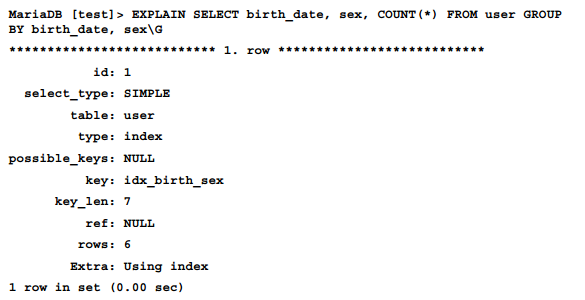 MariaDB [test]> EXPLAIN SELECT birth_date, sex, COUNT(*) FROM user GROUP
BY birth_date, sex\G
*************************** 1. row ***************************
id: 1
select_type: SIMPLE
table: user
type: index
possible_keys: NULL
key: idx_birth_sex
key_len: 7
ref: NULL
rows: 6
Extra: Using index
1 row in set (0.00 sec)